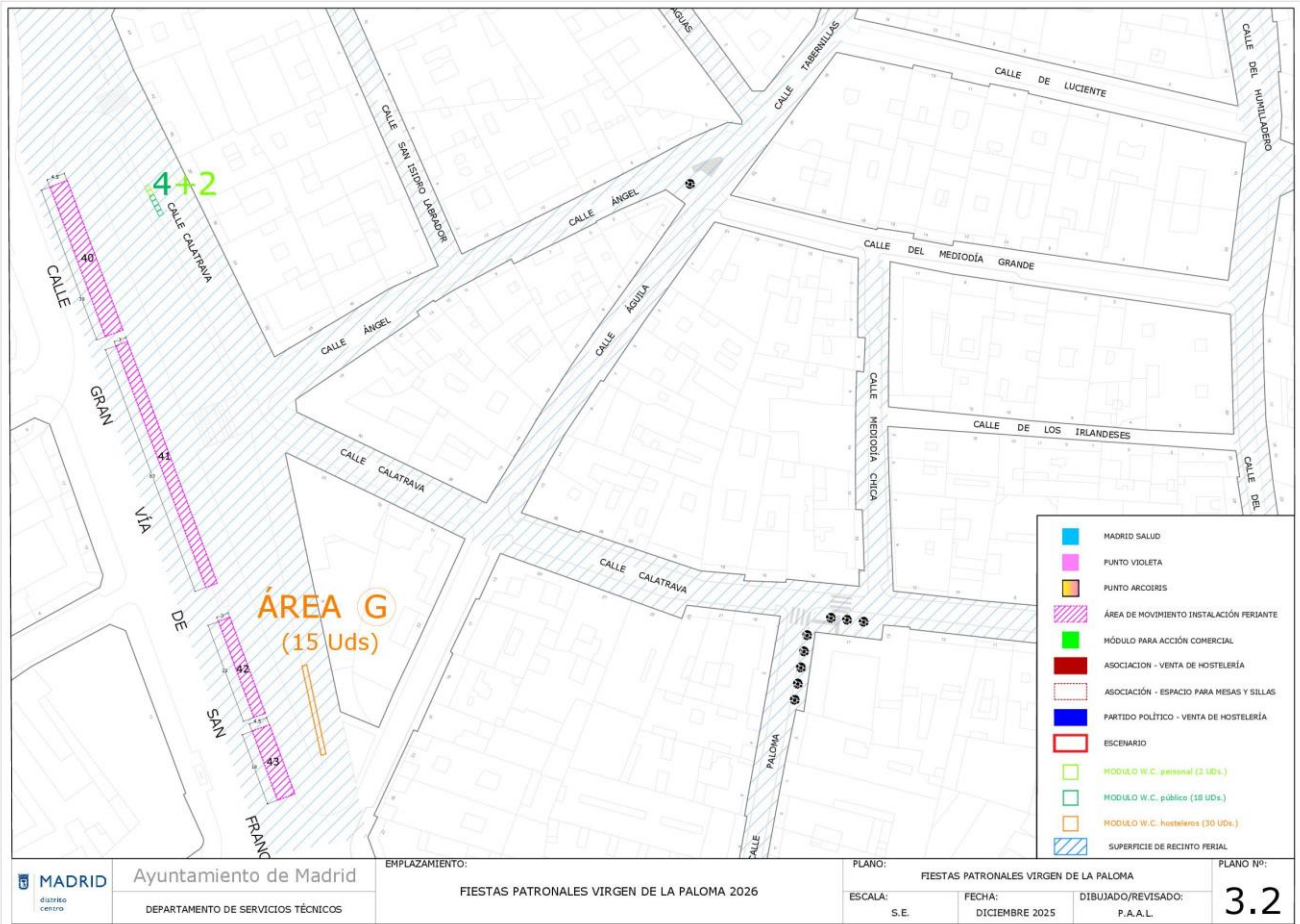 AGUAS
CALLE TABERNILLAS
CALLE DE LUCIENTE
CALLE DEL HUMILLADERO
CALLE SAN ISIDRO LABRADOR
4+2
CALLE CALATRAVA
CALLE ÁNGEL
CALLE DEL MEDIODÍA GRANDE
CALLE ÁNGEL
CALLE ÁGUILA
CALLE MEDIODÍA CHICA
CALLE DE LOS IRLANDESES
CALLE DEL
CALLE CALATRAVA
CALLE CALATRAVA
CALLE GRAN VÍA DE SAN FRANC
40
41
42
43
4.5
4.5
ÁREA G
(15 Uds)
CALLE PALOMA
MADRID SALUD
PUNTO VIOLETA
PUNTO ARCOIRIS
ÁREA DE MOVIMIENTO INSTALACIÓN FERIANTE
MÓDULO PARA ACCIÓN COMERCIAL
ASOCIACION - VENTA DE HOSTELERÍA
ASOCIACIÓN - ESPACIO PARA MESAS Y SILLAS
PARTIDO POLÍTICO - VENTA DE HOSTELERÍA
ESCENARIO
MODULO W.C. personal (2 UDs.)
MODULO W.C. público (18 UDs.)
MODULO W.C. hosteleros (30 UDs.)
SUPERFICIE DE RECINTO FERIAL
MADRID
distrito
centro
Ayuntamiento de Madrid
DEPARTAMENTO DE SERVICIOS TÉCNICOS
EMPLAZAMIENTO:
FIESTAS PATRONALES VIRGEN DE LA PALOMA 2026
PLANO:
FIESTAS PATRONALES VIRGEN DE LA PALOMA
ESCALA:
S.E.
FECHA:
DICIEMBRE 2025
DIBUJADO/REVISADO:
P.A.A.L.
PLANO Nº:
3.2